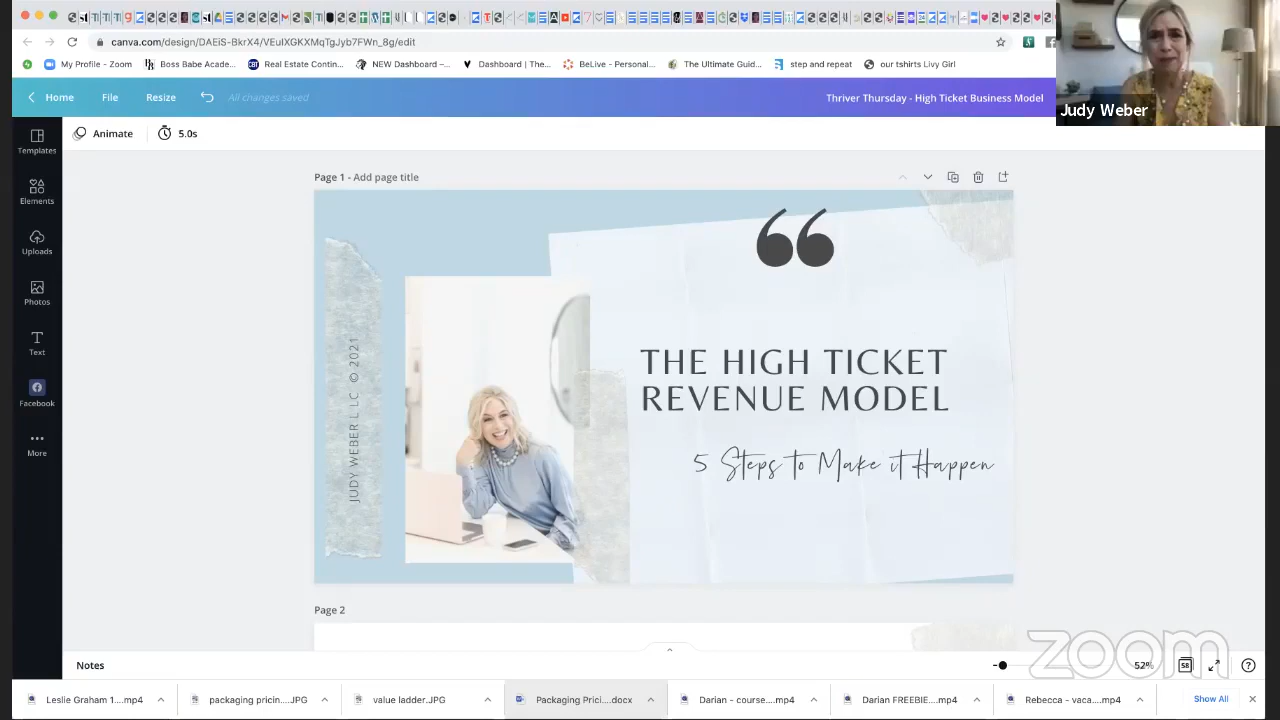 canva.com/design/DAEiS-BkrX4/VEuIXGKXMqTgJyb7FWn_8g/edit
My Profile - Zoom
Boss Babe Acade...
Real Estate Contin...
NEW Dashboard –...
Dashboard | The...
BeLive - Personal...
The Ultimate Guid...
step and repeat
our tshirts Livy Girl
Home
File
Resize
All changes saved
Thriver Thursday - High Ticket Business Model
Judy Weber
Animate
5.0s
Templates
Elements
Uploads
Photos
Text
Facebook
More
Page 1 - Add page title
“
JUDY WEBER LLC © 2021
THE HIGH TICKET
REVENUE MODEL
5 Steps to Make it Happen
Page 2
Notes
52%
58
zoom
Leslie Graham 1....mp4
packaging pricin....JPG
value ladder.JPG
Packaging Prici....docx
Darian - course....mp4
Darian FREEBIE....mp4
Rebecca - vaca....mp4
Show All